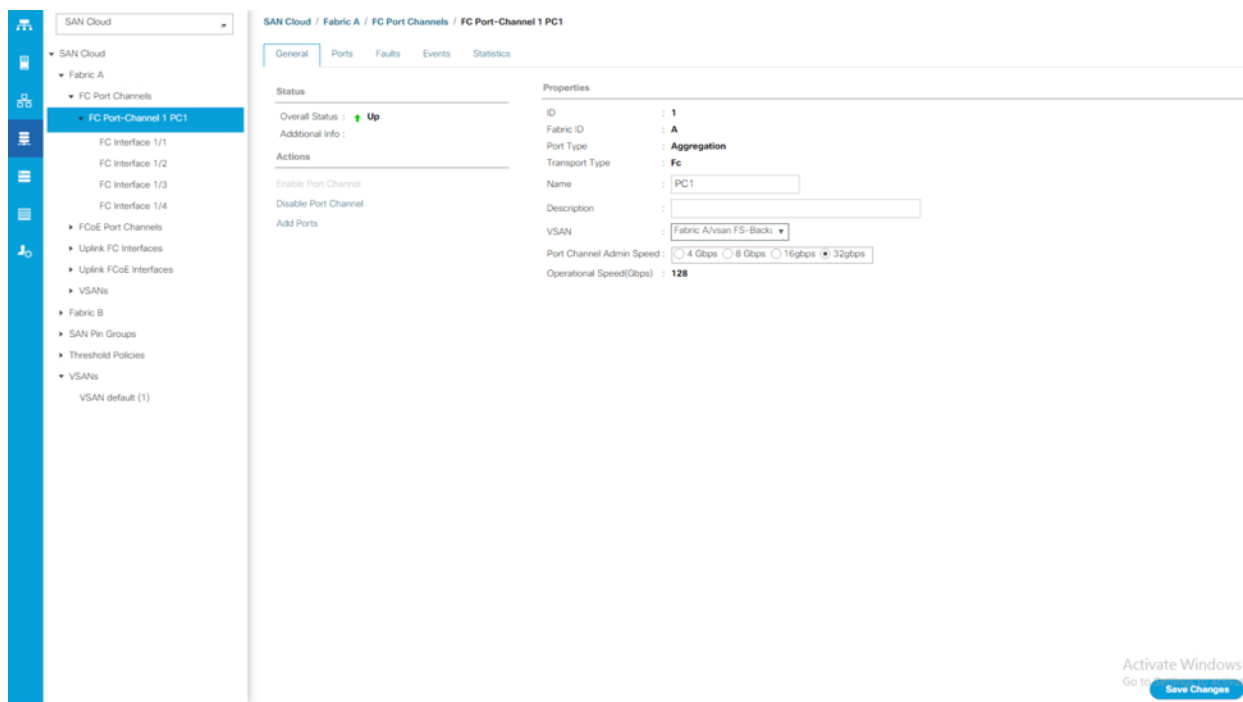 SAN Cloud
SAN Cloud
Fabric A
FC Port Channels
FC Port-Channel 1 PC1
FC Interface 1/1
FC Interface 1/2
FC Interface 1/3
FC Interface 1/4
FCoE Port Channels
Uplink FC Interfaces
Uplink FCoE Interfaces
VSANs
Fabric B
SAN Pin Groups
Threshold Policies
VSANs
VSAN default (1)
SAN Cloud / Fabric A / FC Port Channels / FC Port-Channel 1 PC1
General Ports Faults Events Statistics
Status
Overall Status : Up
Additional Info :
Actions
Enable Port Channel
Disable Port Channel
Add Ports
Properties
ID : 1
Fabric ID : A
Port Type : Aggregation
Transport Type : Fc
Name : PC1
Description :
VSAN : Fabric A/vsan FS-Back
Port Channel Admin Speed : 4 Gbps 8 Gbps 16gbps 32gbps
Operational Speed(Gbps) : 128
Activate Windows
Go to
Save Changes